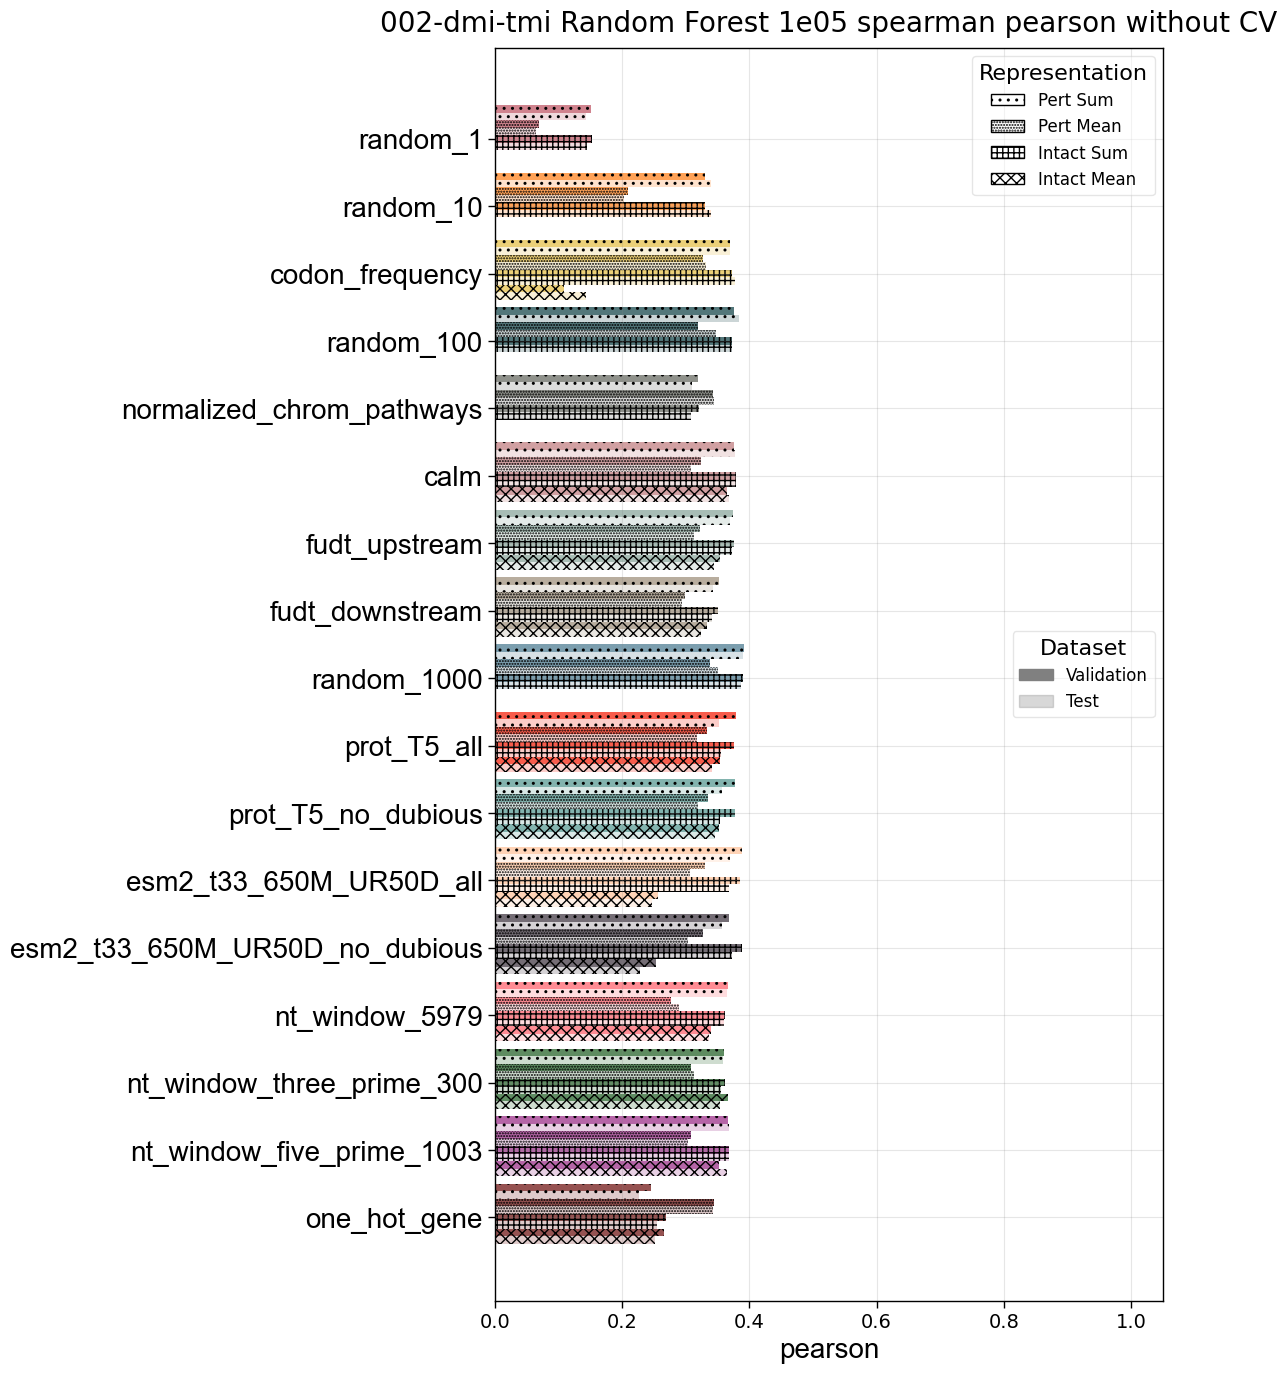 002-dmi-tmi Random Forest 1e05 spearman pearson without CV
Representation
Pert Sum
Pert Mean
Intact Sum
Intact Mean
random_1
random_10
codon_frequency
random_100
normalized_chrom_pathways
calm
fudt_upstream
fudt_downstream
Dataset
Validation
Test
random_1000
prot_T5_all
prot_T5_no_dubious
esm2_t33_650M_UR50D_all
esm2_t33_650M_UR50D_no_dubious
nt_window_5979
nt_window_three_prime_300
nt_window_five_prime_1003
one_hot_gene
0.0 0.2 0.4 0.6 0.8 1.0
pearson